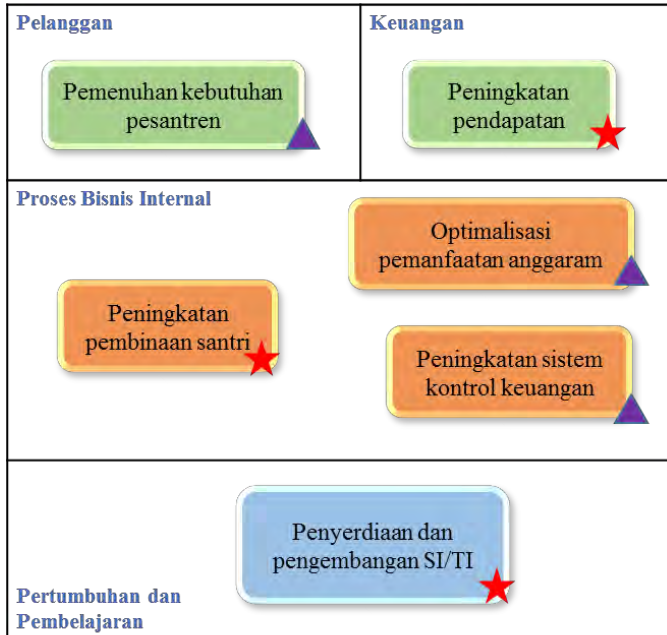 Pelanggan
Pemenuhan kebutuhan
pesantren
Keuangan
Peningkatan
pendapatan
Proses Bisnis Internal
Optimalisasi
pemanfaatan anggaram
Peningkatan
pembinaan santri
Peningkatan sistem
kontrol keuangan
Penyerdiaan dan
pengembangan SI/TI
Pertumbuhan dan
Pembelajaran